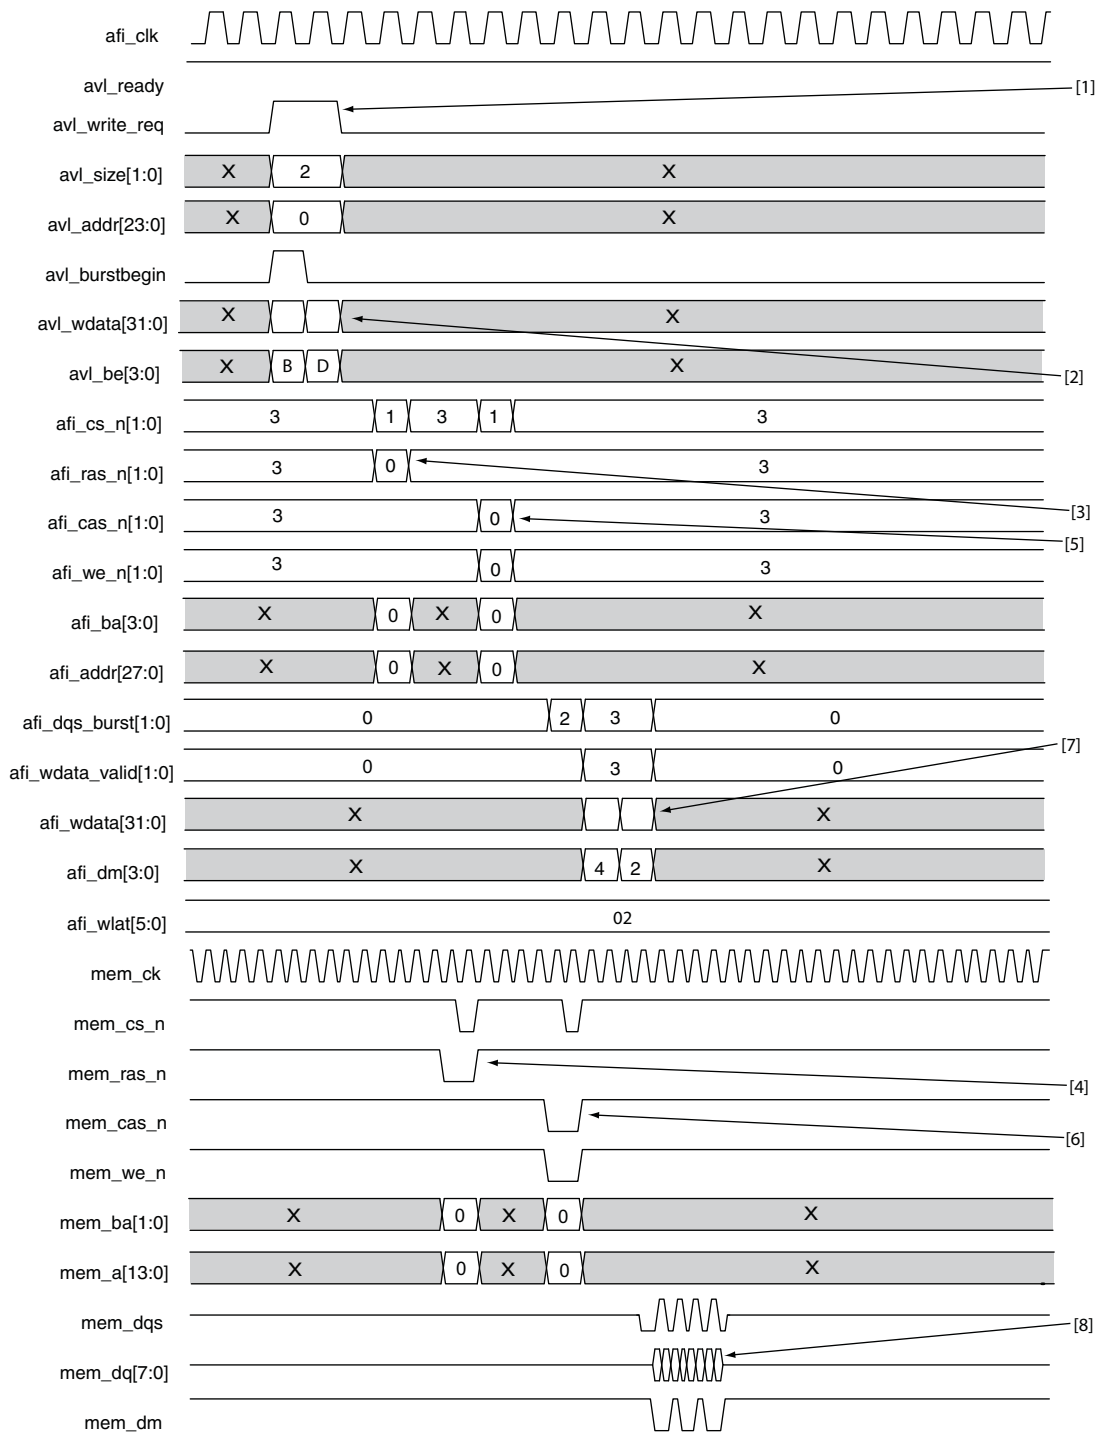 afi_clk
avl_ready
[1]
avl_write_req
avl_size[1:0] X 2 X
avl_addr[23:0] X 0 X
avl_burstbegin
avl_wdata[31:0] X X
avl_be[3:0] X B D X
[2]
afi_cs_n[1:0] 3 1 3 1 3
afi_ras_n[1:0] 3 0 3
[3]
afi_cas_n[1:0] 3 0 3
[5]
afi_we_n[1:0] 3 0 3
afi_ba[3:0] X 0 X 0 X
afi_addr[27:0] X 0 X 0 X
afi_dqs_burst[1:0] 0 2 3 0
[7]
afi_wdata_valid[1:0] 0 3 0
afi_wdata[31:0] X X
afi_dm[3:0] X 4 2 X
afi_wlat[5:0] 02
mem_ck
mem_cs_n
mem_ras_n
[4]
mem_cas_n
[6]
mem_we_n
mem_ba[1:0] X 0 X 0 X
mem_a[13:0] X 0 X 0 X
mem_dqs
[8]
mem_dq[7:0]
mem_dm